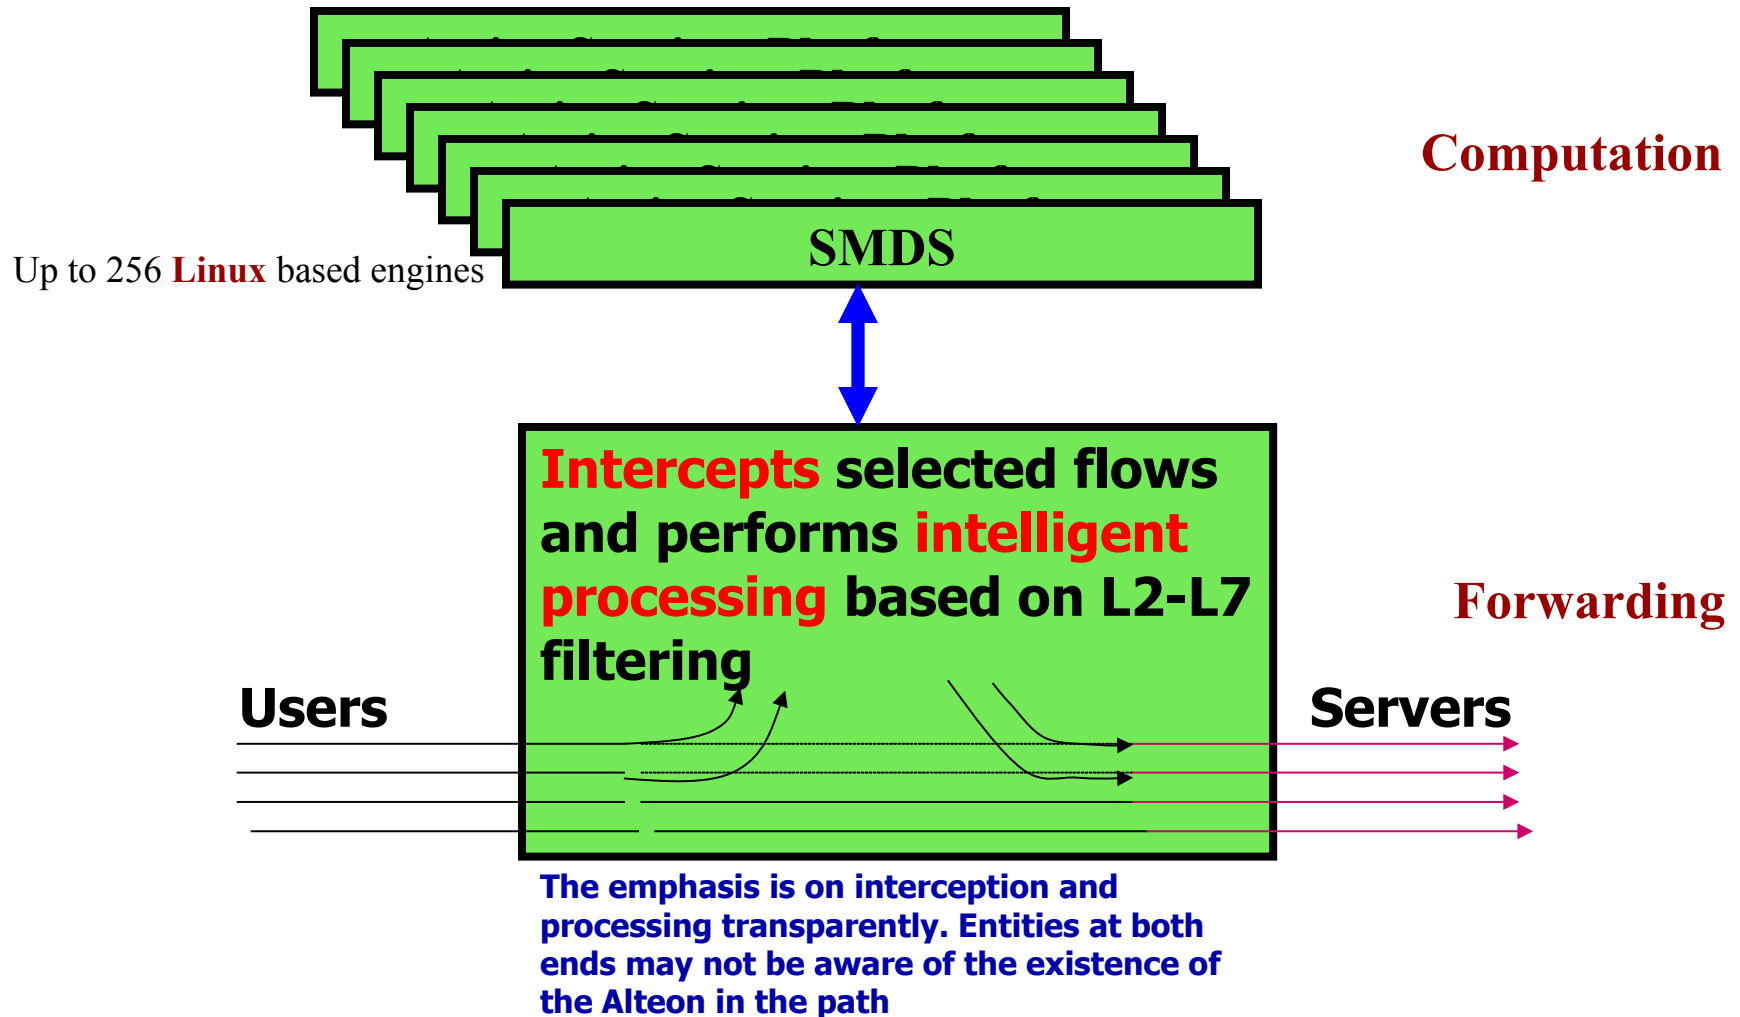 Computation
SMDS
Up to 256 Linux based engines
Intercepts selected flows
and performs intelligent
processing based on L2-L7
filtering
Forwarding
Users
Servers
The emphasis is on interception and
processing transparently. Entities at both
ends may not be aware of the existence of
the Alteon in the path